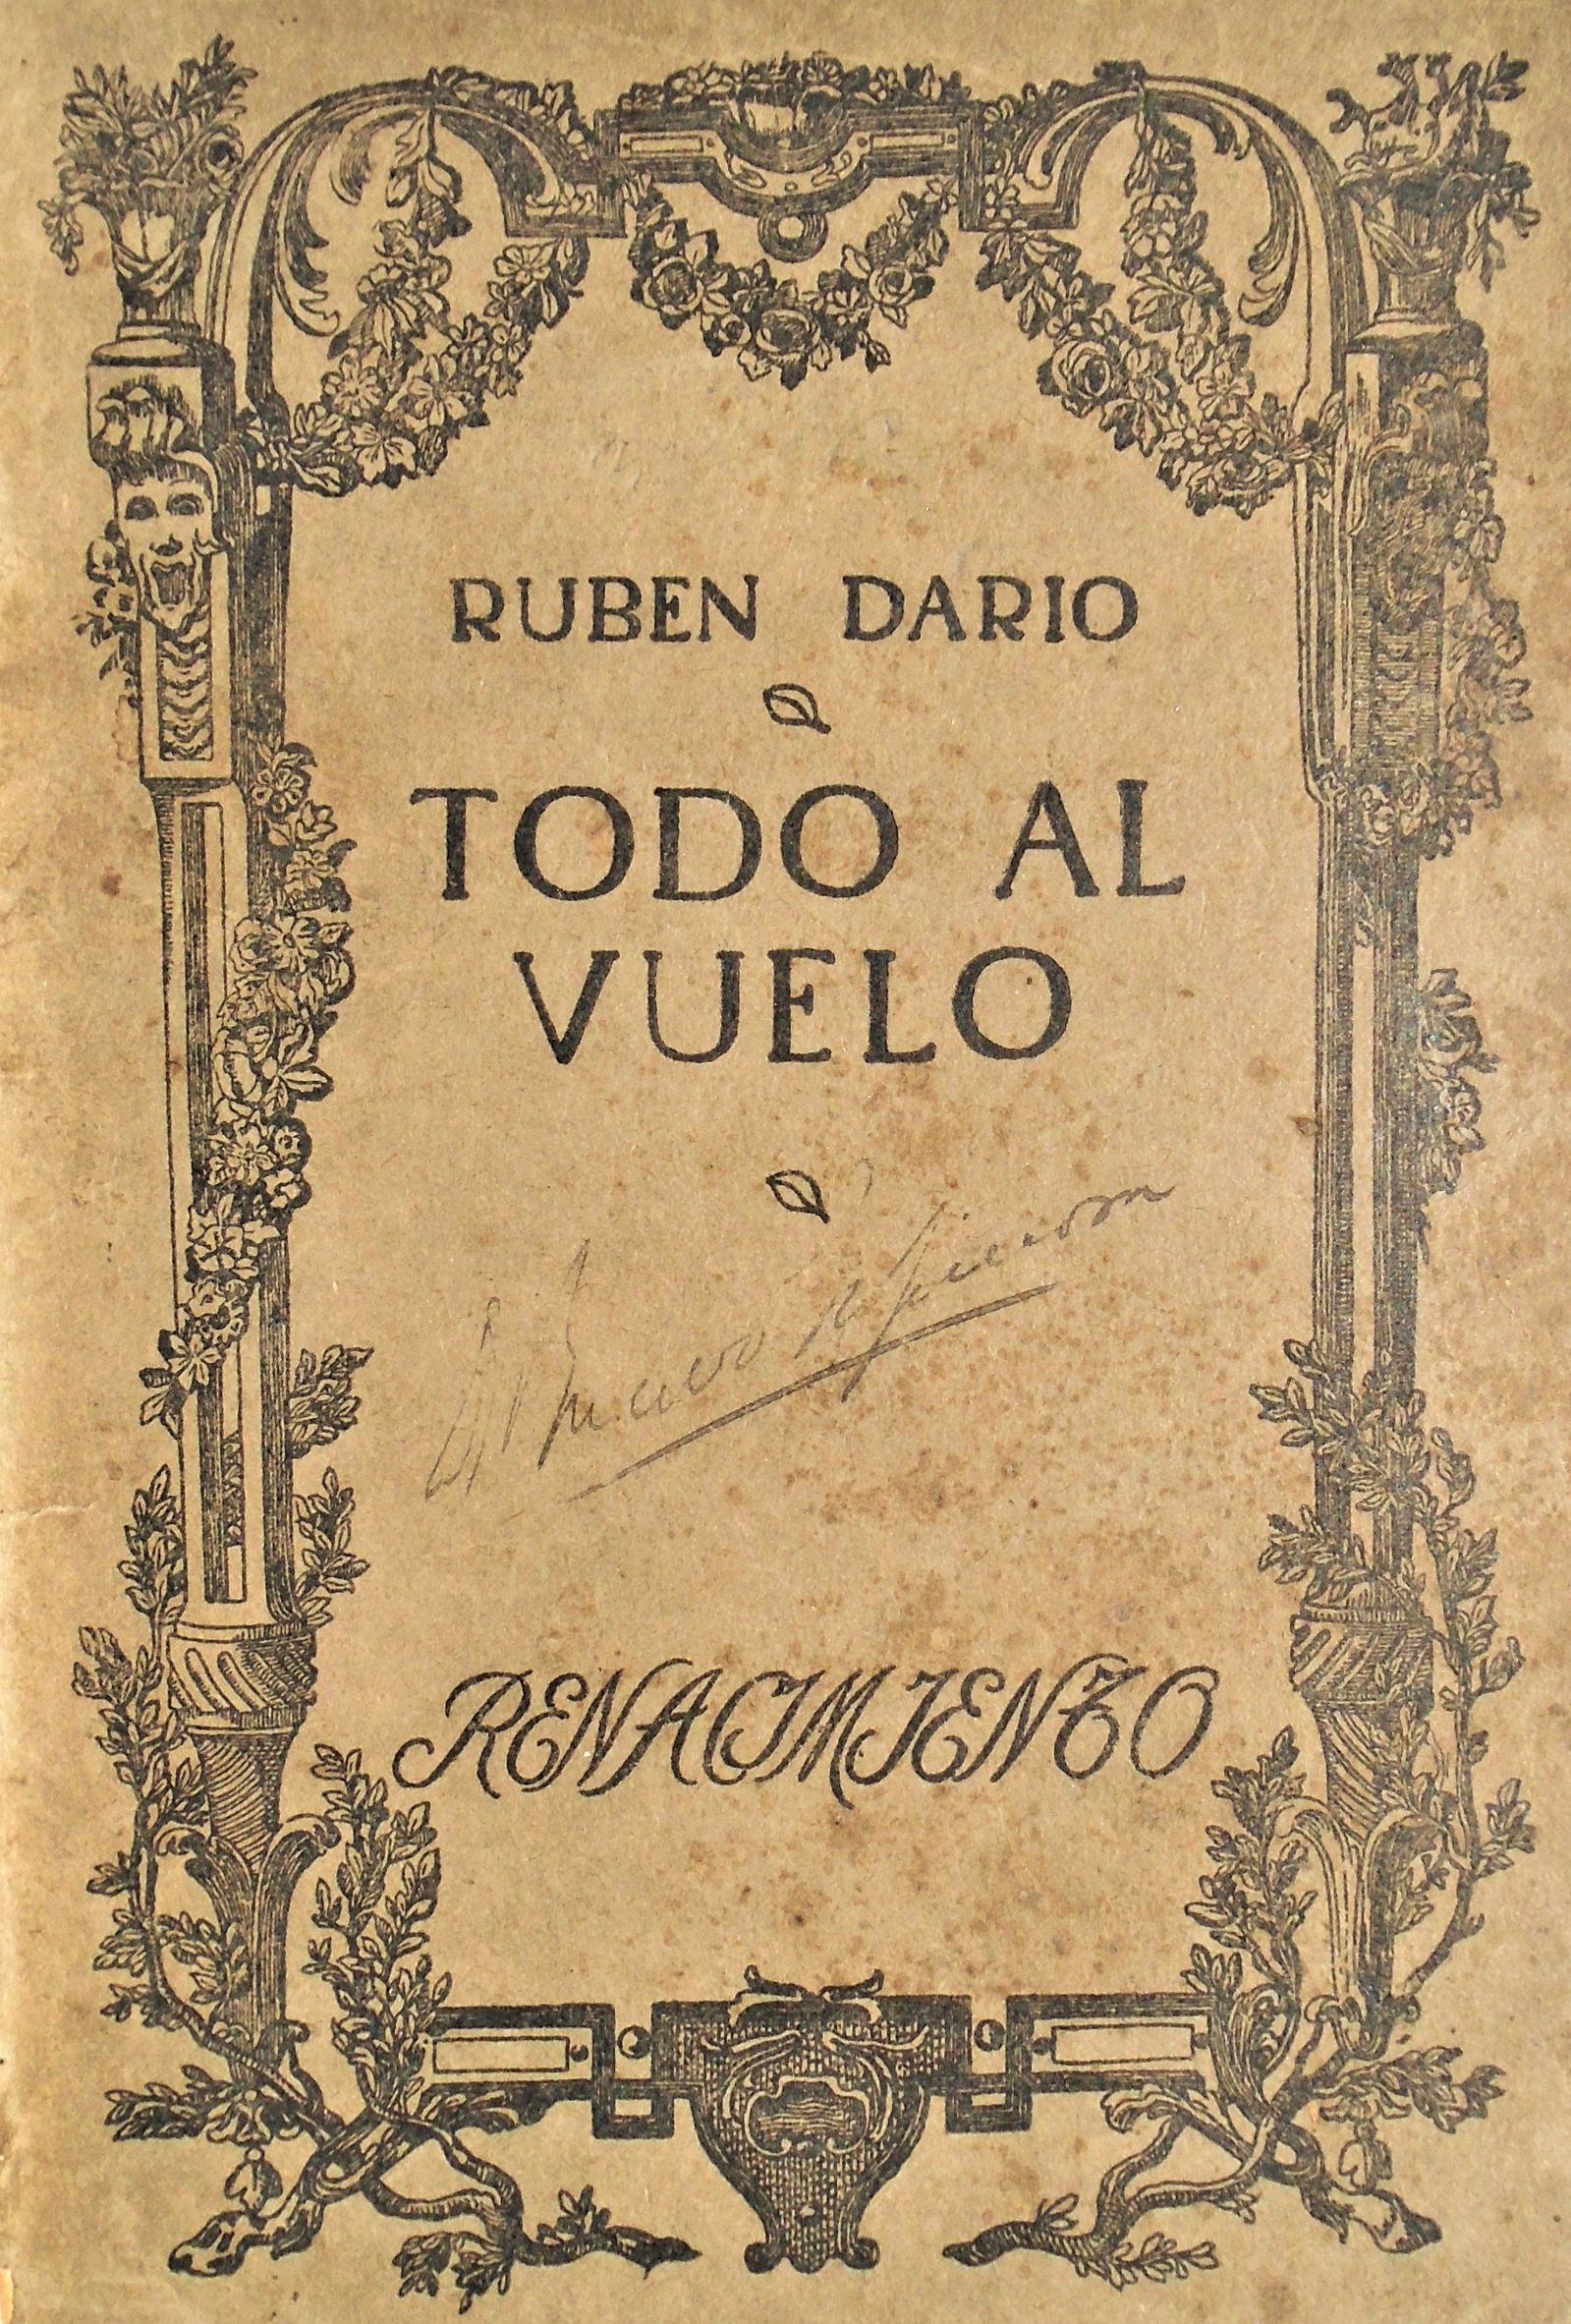 RUBEN DARIO
TODO AL
VUELO
RENACIMIENTO